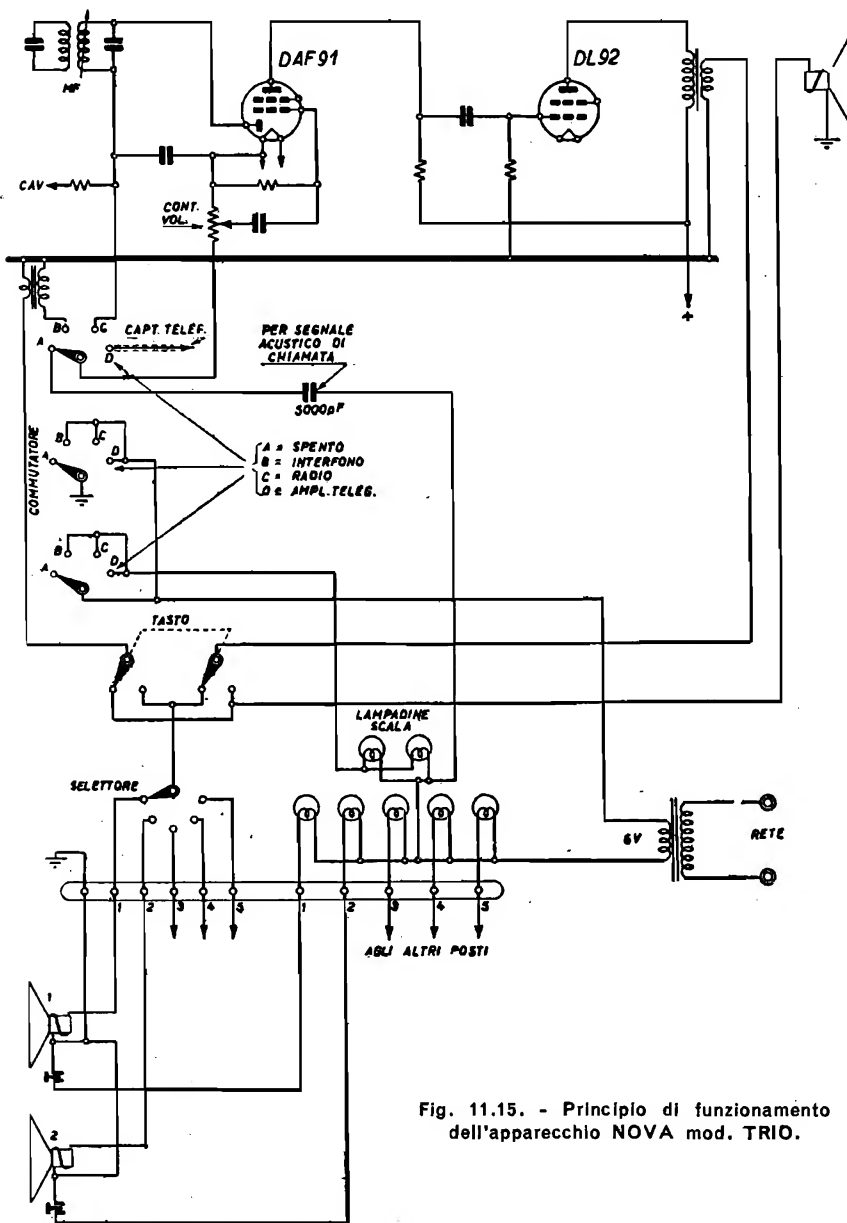 DAF91
DL92
MF
CAV
CONT.
VOL.
+
B
C
A
D
CAPT. TELEF.
PER SEGNALE
ACUSTICO DI
CHIAMATA
5000pF
COMMUTATORE
B
C
A
D
A = SPENTO
B = INTERFONO
C = RADIO
D = AMPL. TELEG.
B
C
A
D
TASTO
LAMPADINE
SCALA
SELETTORE
6V
RETE
1
2
3
4
5
1
2
3
4
5
AGLI ALTRI POSTI
1
2
Fig. 11.15. - Principio di funzionamento
dell'apparecchio NOVA mod. TRIO.